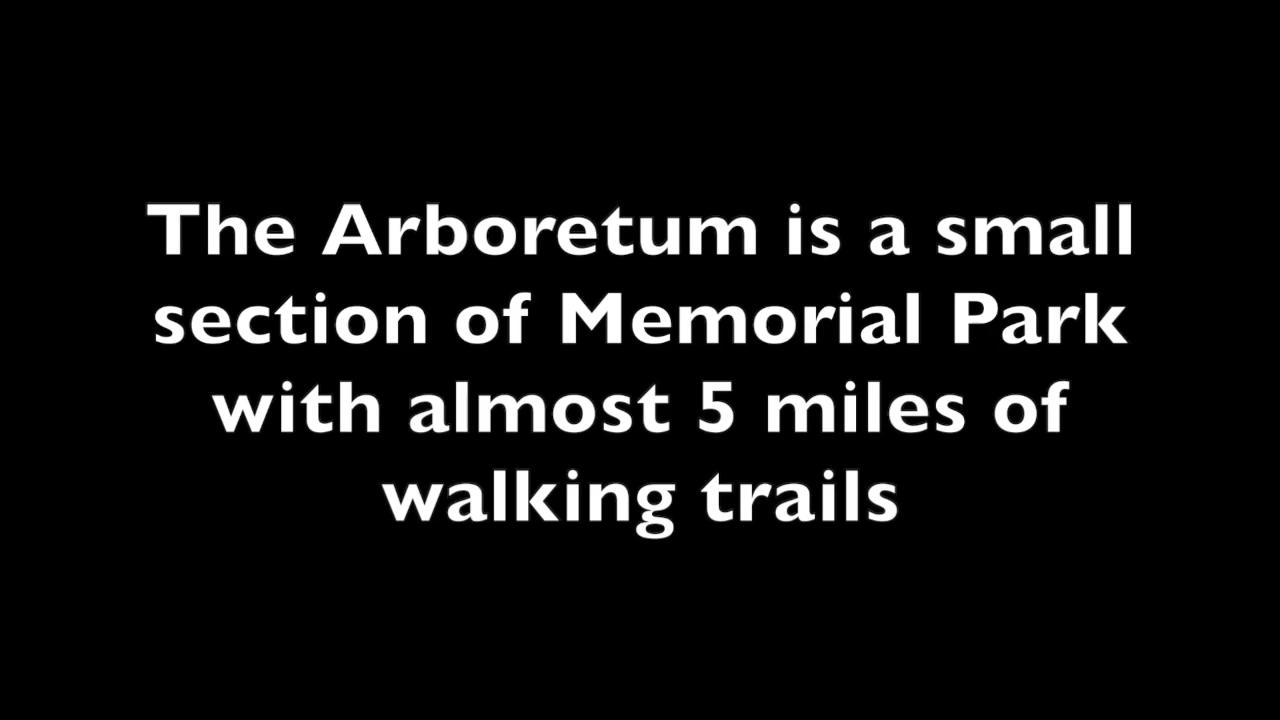 The Arboretum is a small
section of Memorial Park
with almost 5 miles of
walking trails